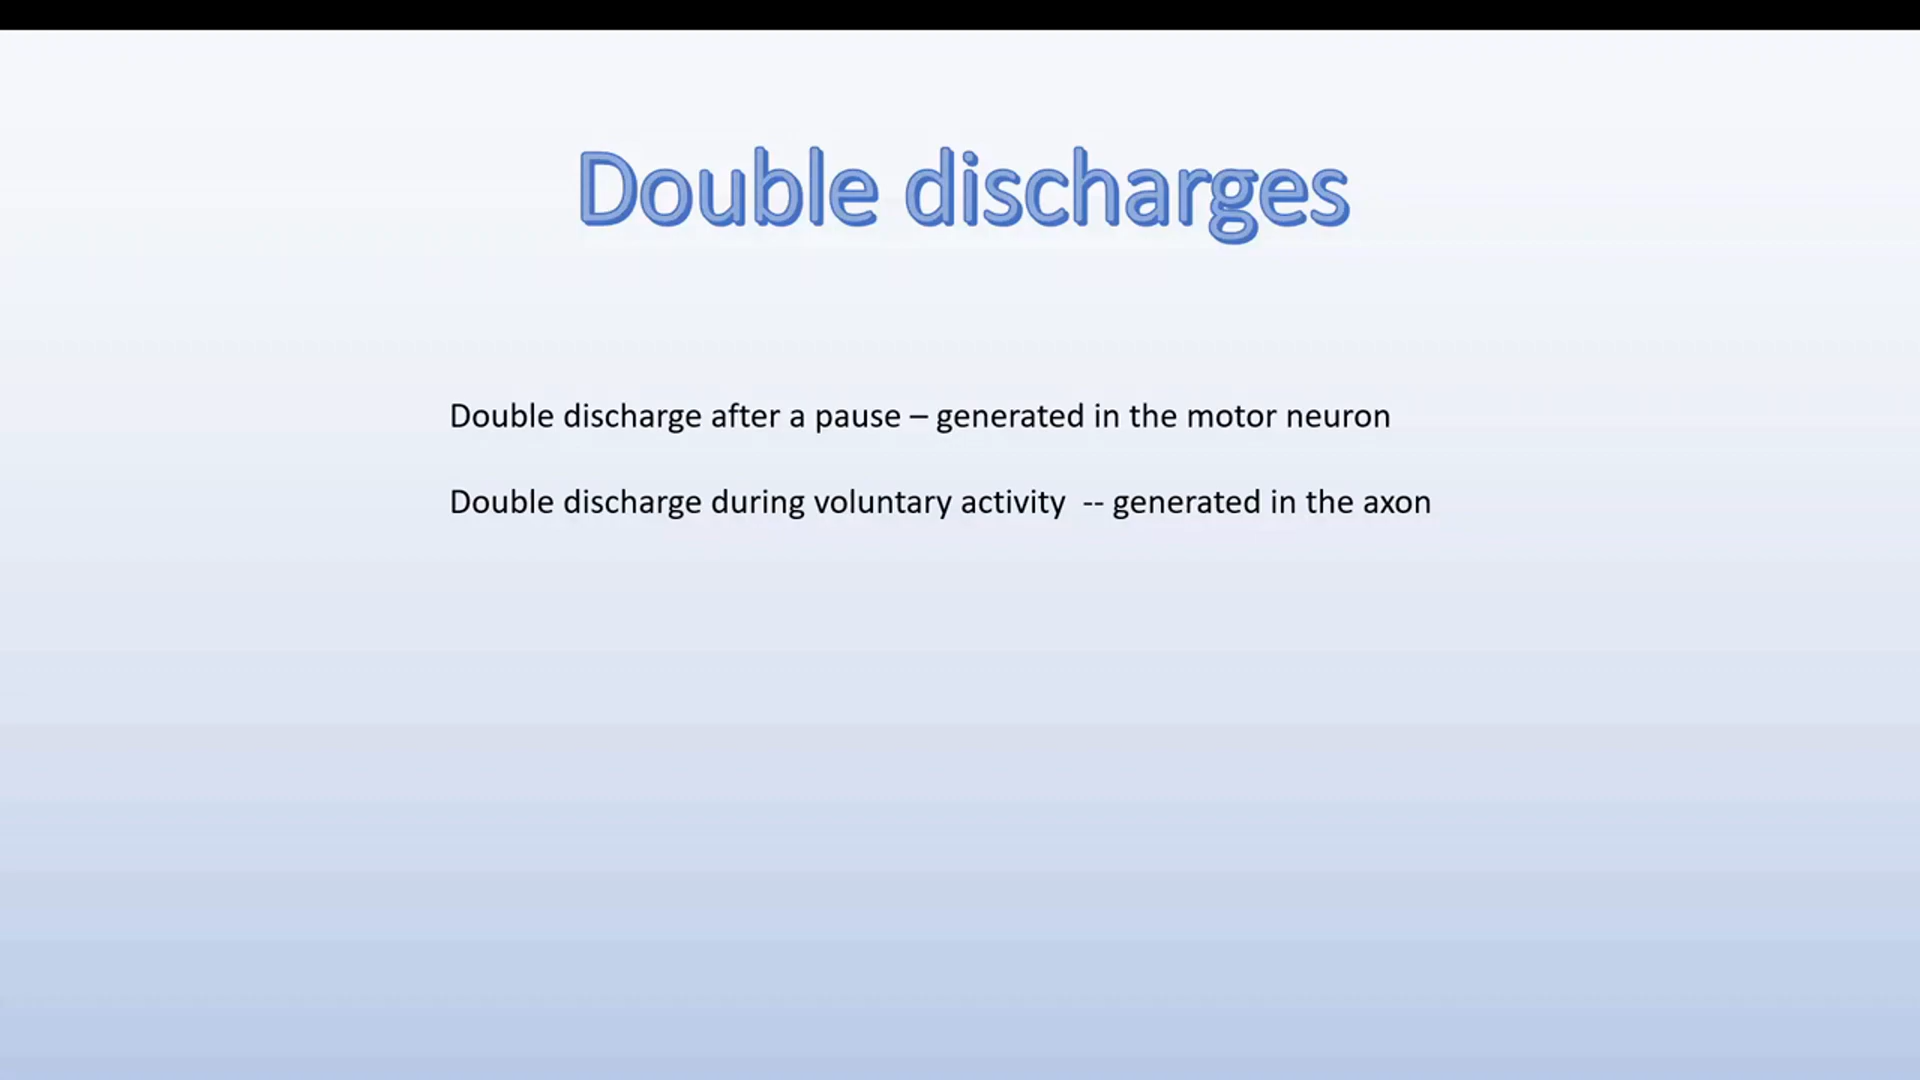 Double discharges
Double discharge after a pause – generated in the motor neuron
Double discharge during voluntary activity  -- generated in the axon